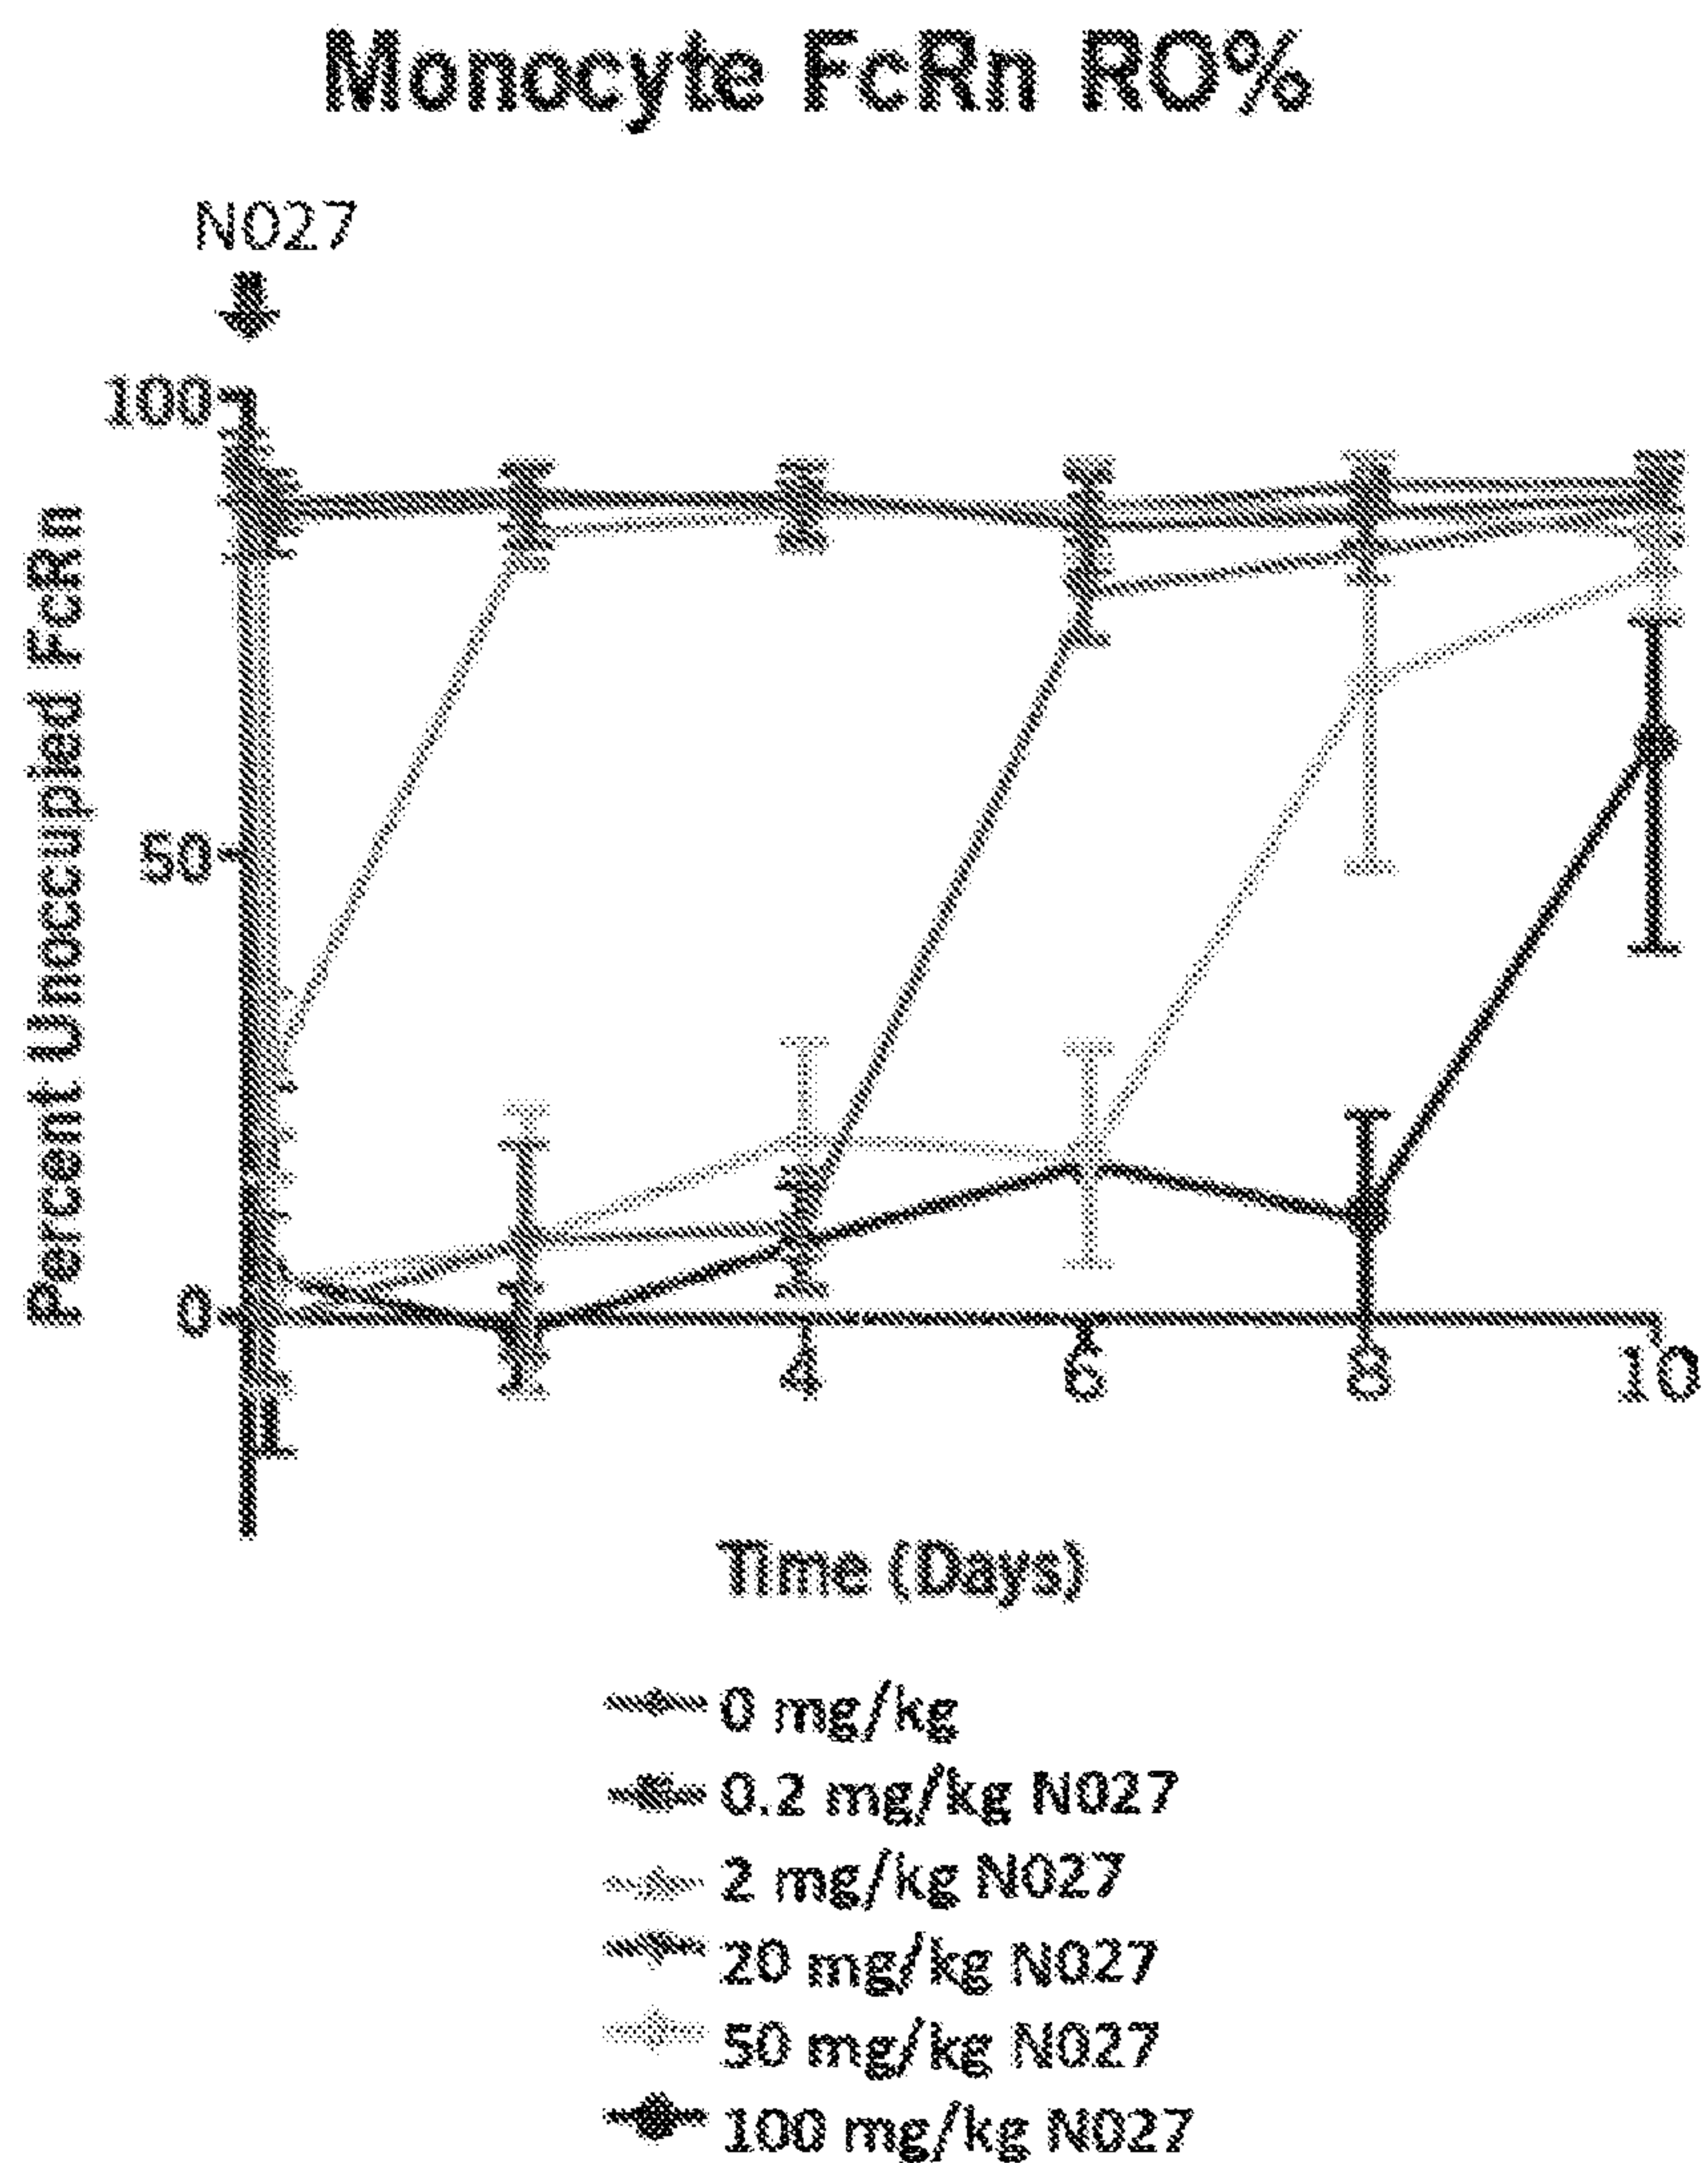 Monocyte FcRn RO%
N027
100
50
0
Percent Unoccupied FcRn
2 4 6 8 10
Time (Days)
0 mg/kg
0.2 mg/kg N027
2 mg/kg N027
20 mg/kg N027
50 mg/kg N027
100 mg/kg N027